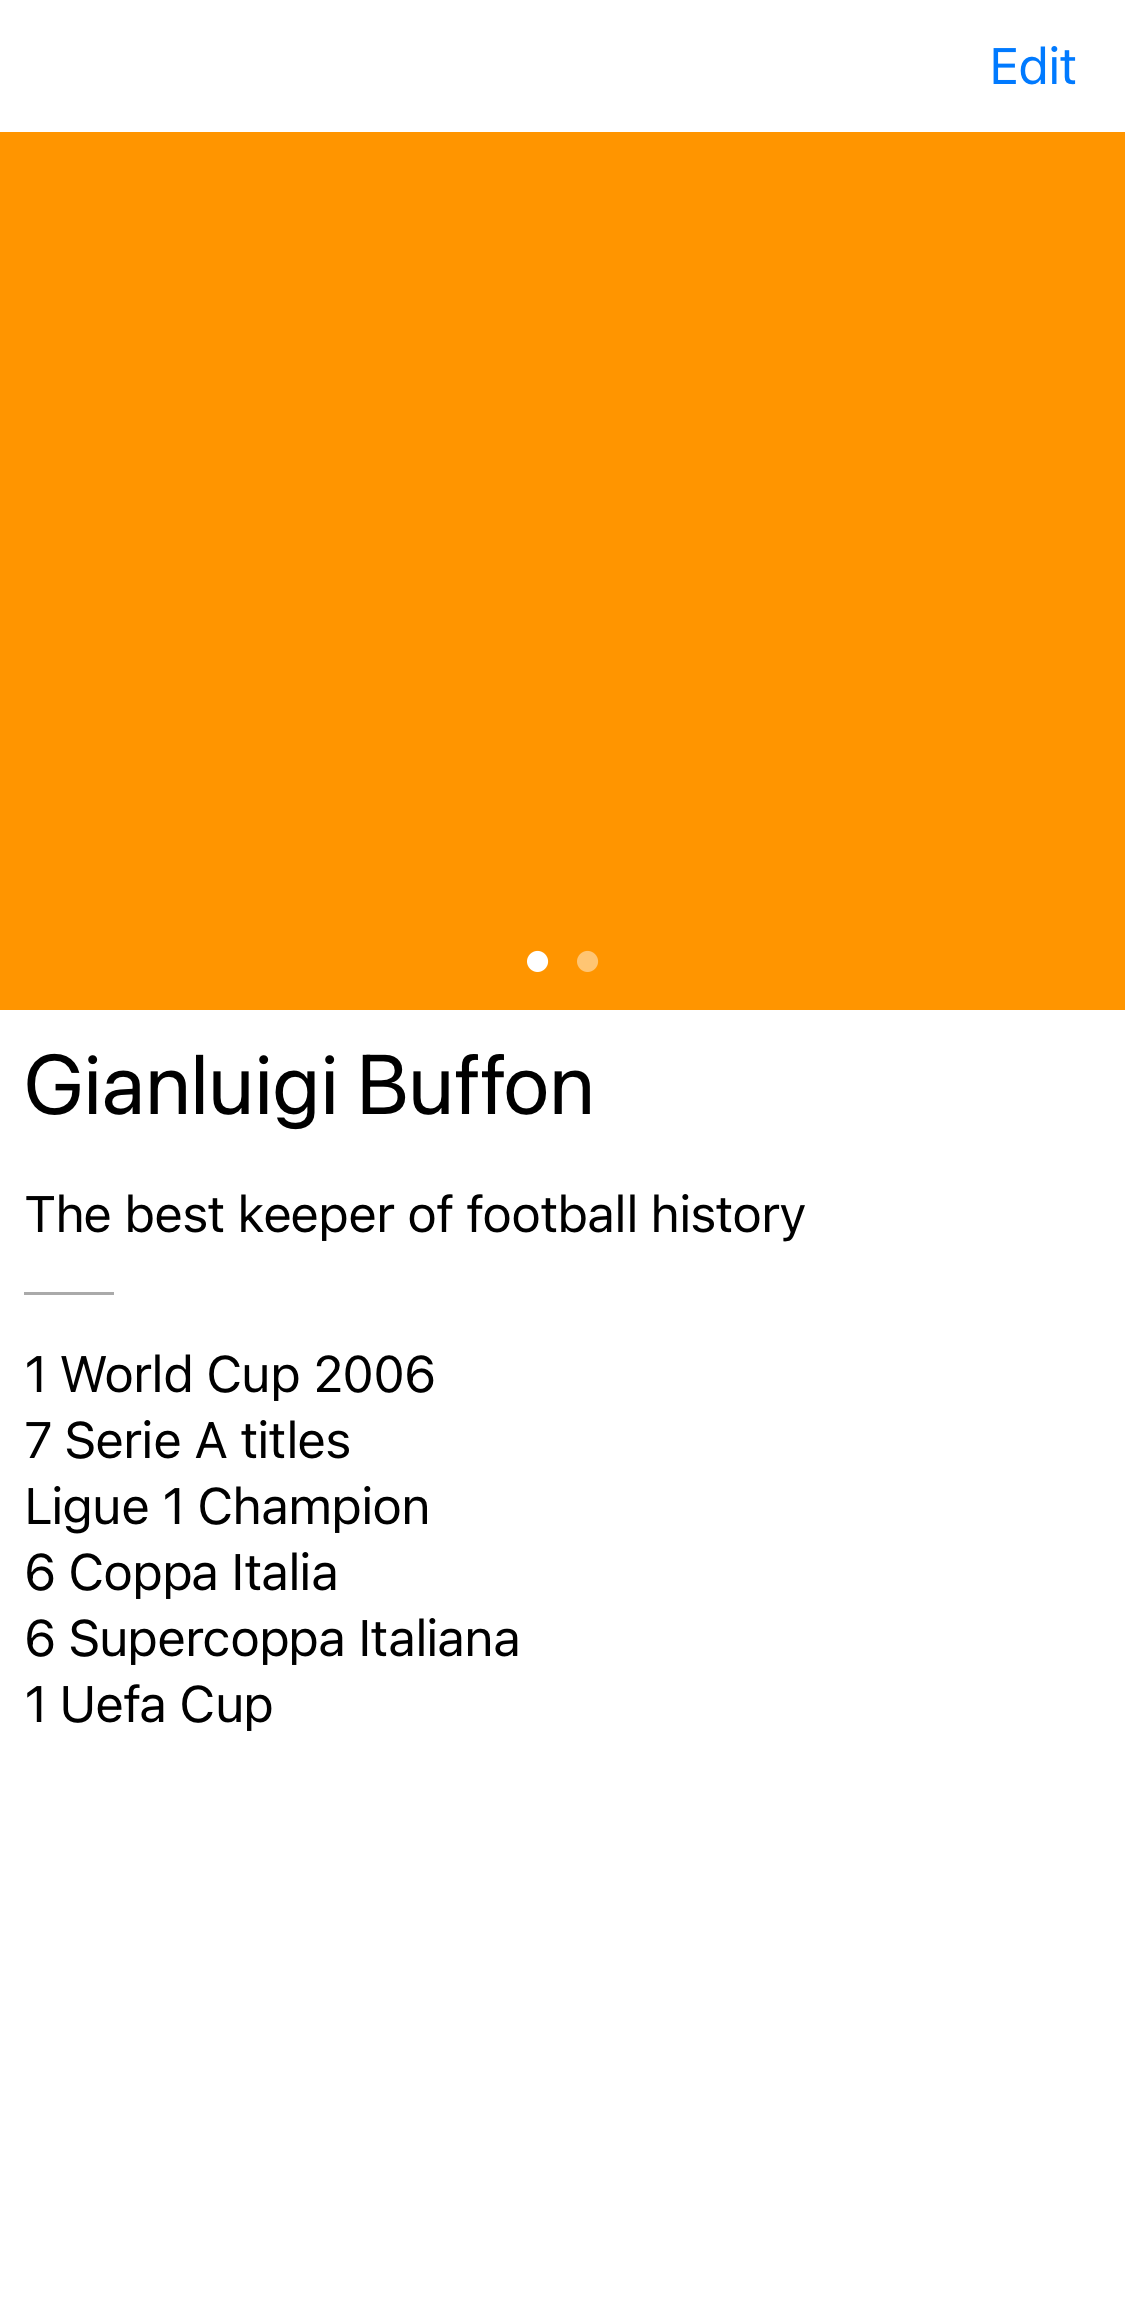 Edit
Gianluigi Buffon
The best keeper of football history
1 World Cup 2006
7 Serie A titles
Ligue 1 Champion
6 Coppa Italia
6 Supercoppa Italiana
1 Uefa Cup